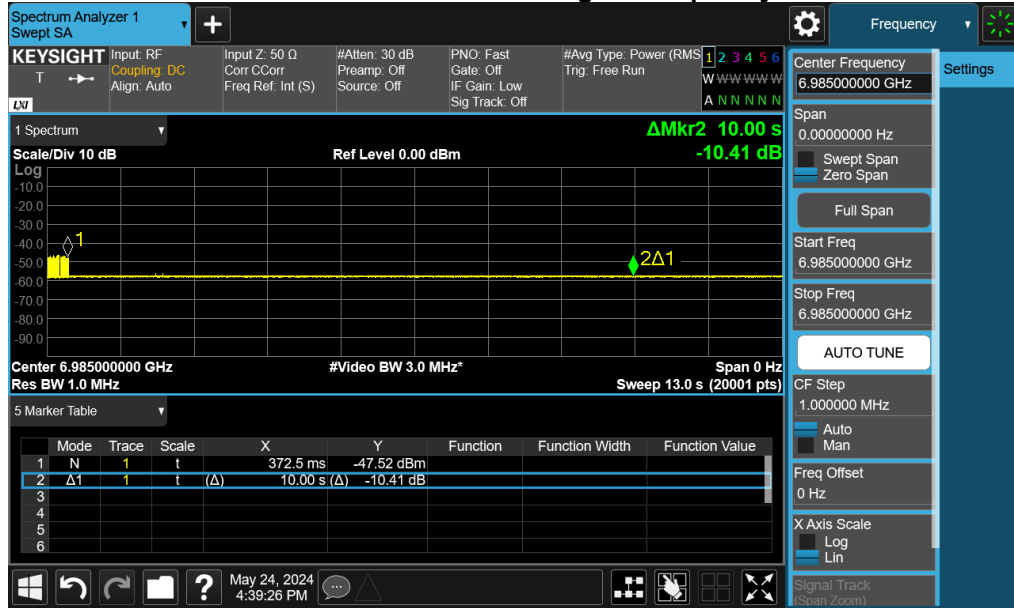 Spectrum Analyzer 1
Swept SA
Frequency
KEYSIGHT Input: RF Input Z: 50 Ω #Atten: 30 dB PNO: Fast #Avg Type: Power (RMS 1 2 3 4 5 6
T Coupling: DC Corr CCorr Preamp: Off Gate: Off Trig: Free Run
Align: Auto Freq Ref: Int (S) Source: Off IF Gain: Low W W W W W W
LXI Sig Track: Off A N N N N N
1 Spectrum
ΔMkr2 10.00 s
Scale/Div 10 dB Ref Level 0.00 dBm -10.41 dB
Log
-10.0
-20.0
-30.0
-40.0
1
-50.0
2Δ1
-60.0
-70.0
-80.0
-90.0
Center 6.985000000 GHz #Video BW 3.0 MHz* Span 0 Hz
Res BW 1.0 MHz Sweep 13.0 s (20001 pts)
5 Marker Table
Mode Trace Scale X Y Function Function Width Function Value
1 N 1 t 372.5 ms -47.52 dBm
2 Δ1 1 t (Δ) 10.00 s (Δ) -10.41 dB
3
4
5
6
May 24, 2024
4:39:26 PM
Center Frequency
6.985000000 GHz
Settings
Span
0.00000000 Hz
Swept Span
Zero Span
Full Span
Start Freq
6.985000000 GHz
Stop Freq
6.985000000 GHz
AUTO TUNE
CF Step
1.000000 MHz
Auto
Man
Freq Offset
0 Hz
X Axis Scale
Log
Lin
Signal Track
(Span Zoom)